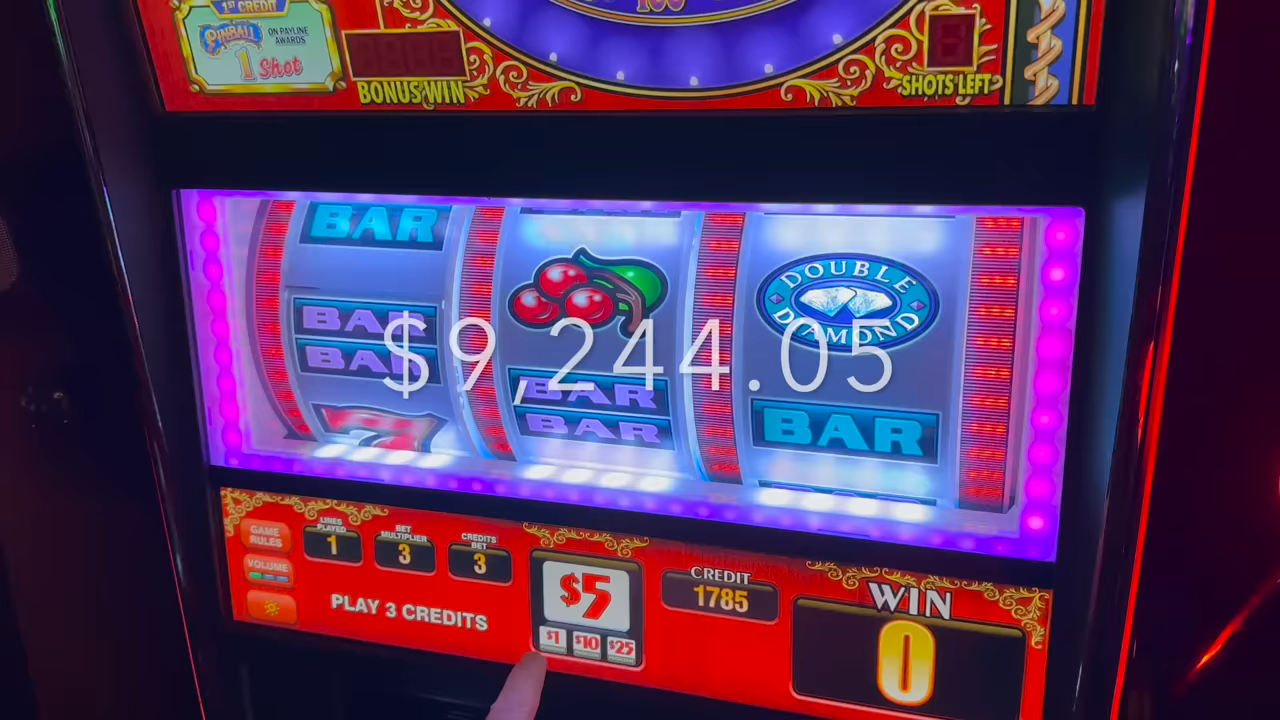 1ST CREDIT
PINBALL
ON PAYLINE
AWARDS
1 Shot
100
BONUS WIN
SHOTS LEFT
BAR
DOUBLE
DIAMOND
BAR
BAR
7
BAR
BAR
BAR
$9,244.05
GAME
RULES
VOLUME
LINES
PLAYED
1
BET
MULTIPLIER
3
CREDITS
BET
3
PLAY 3 CREDITS
$5
$1
$10
$25
CREDIT
1785
WIN
0